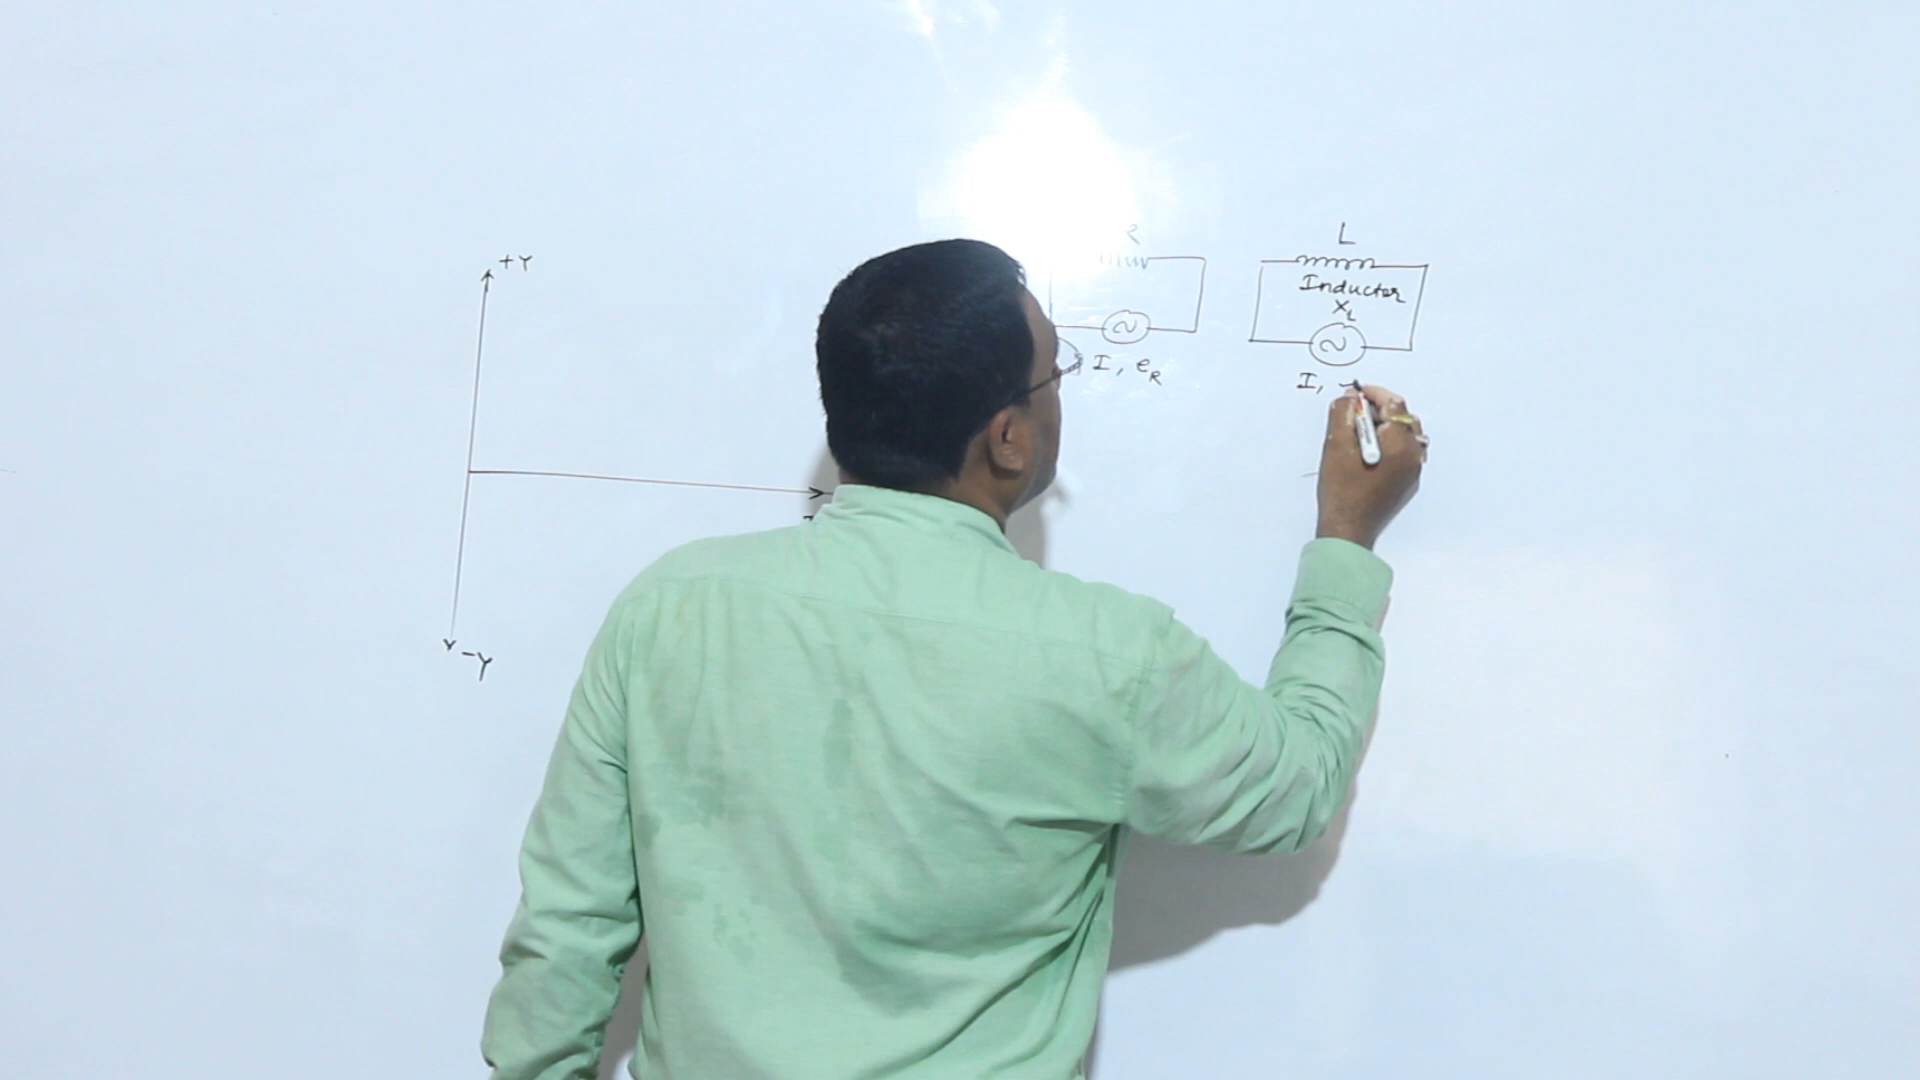 +Y
-Y
R
I, e_R
L
Inductor
X_L
I,